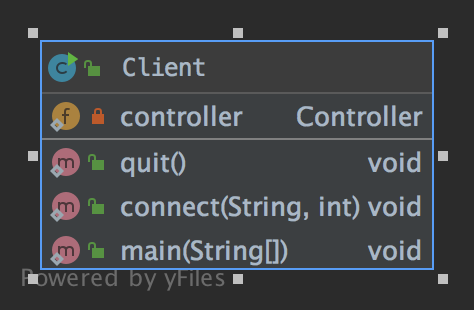 Client
controller Controller
quit() void
connect(String, int) void
main(String[]) void
Powered by yFiles